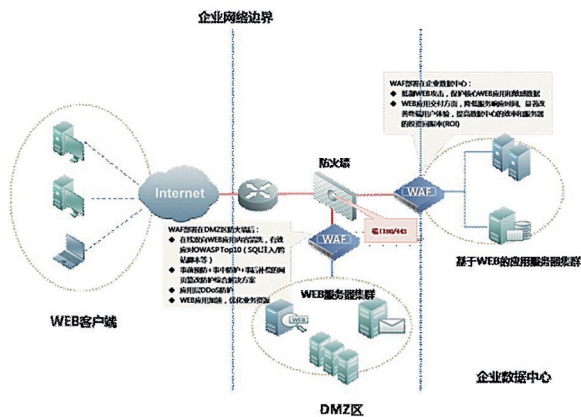 企业网络边界
WAF部署在企业数据中心:
抵御WEB攻击,保护核心WEB应用和敏感数据
WEB应用交付方面,降低服务响应时间、显著改
善终端用户体验,提高数据中心的效率和服务器
的投资回报率(ROI)
防火墙
Internet
WAF
端口80/443
WAF部署在DMZ区防火墙后:
在线双向WEB应用内容清洗,有效
应对OWASP Top10(SQL注入/跨
站脚本等)
事前预防+事中防护+事后补偿的网
页篡改防护综合解决方案
应用层DDoS防护
WEB应用加速,优化业务资源
WAF
基于WEB的应用服务器集群
WEB服务器集群
WEB
WEB客户端
企业数据中心
DMZ区